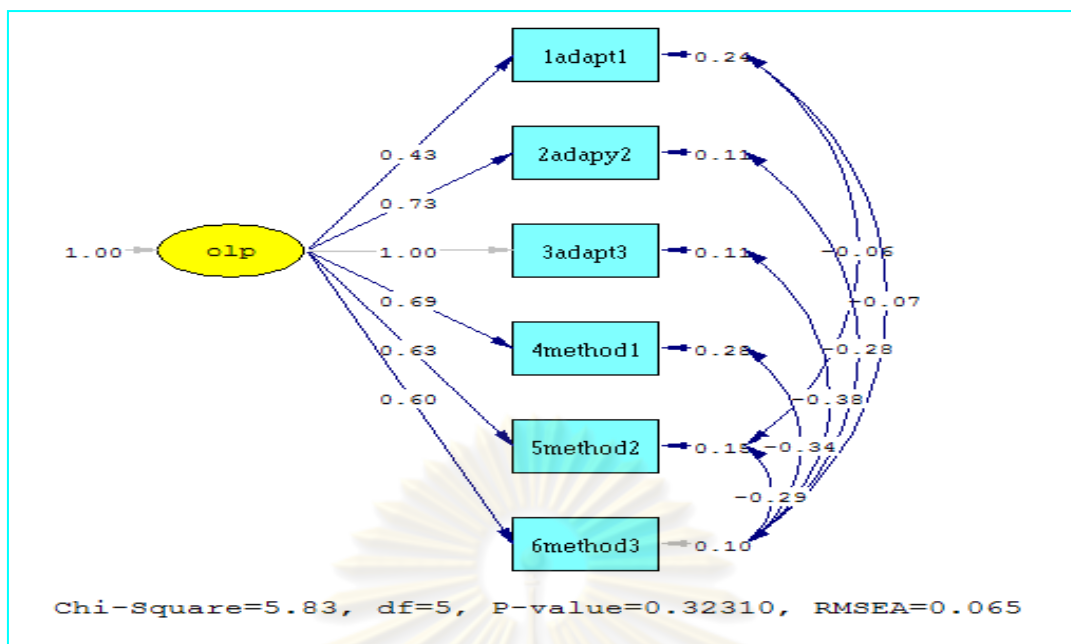 1adapt1
0.24
0.43
2adapy2
0.11
0.73
1.00
olp
1.00
3adapt3
0.11
-0.06
-0.07
0.69
4method1
0.28
-0.28
0.63
-0.38
0.60
5method2
-0.34
-0.29
6method3
0.10
Chi-Square=5.83, df=5, P-value=0.32310, RMSEA=0.065